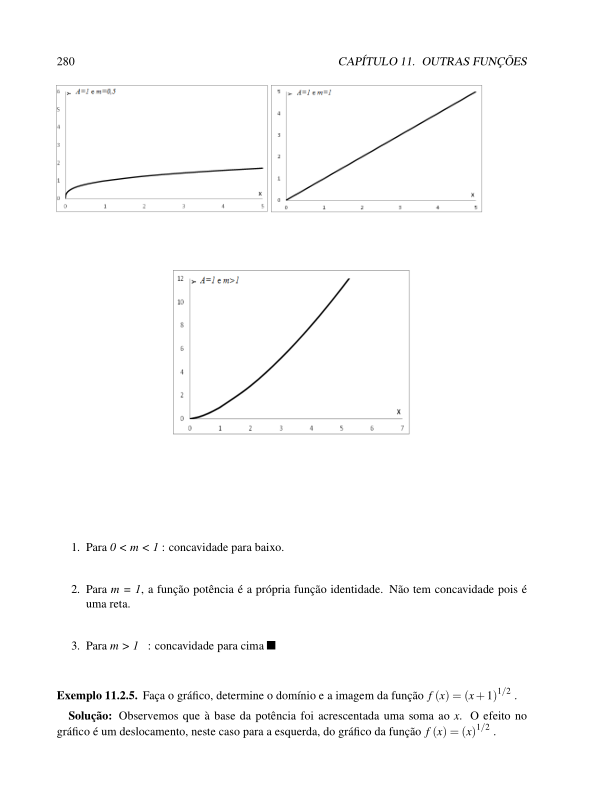 280
CAPÍTULO 11. OUTRAS FUNÇÕES
A=1 e m=0,5
6
5
4
3
2
1
0
x
0 1 2 3 4 5
A=1 e m=1
5
4
3
2
1
0
x
0 1 2 3 4 5
A=1 e m>1
12
10
8
6
4
2
0
x
0 1 2 3 4 5 6 7
1. Para 0 < m < 1 : concavidade para baixo.
2. Para m = 1, a função potência é a própria função identidade. Não tem concavidade pois é
uma reta.
3. Para m > 1 : concavidade para cima ■
Exemplo 11.2.5. Faça o gráfico, determine o domínio e a imagem da função f (x) = (x+1)^{1/2} .
Solução: Observemos que à base da potência foi acrescentada uma soma ao x. O efeito no
gráfico é um deslocamento, neste caso para a esquerda, do gráfico da função f (x) = (x)^{1/2} .